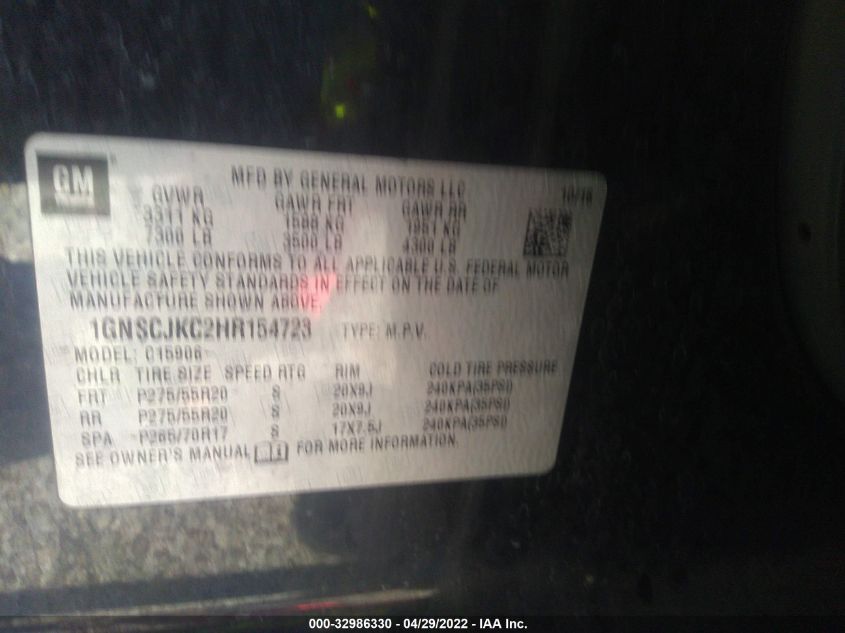 GM
MFD BY GENERAL MOTORS LLC
10/16
GVWR GAWR FRT GAWR RR
3311 KG 1588 KG 1951 KG
7300 LB 3500 LB 4300 LB
THIS VEHICLE CONFORMS TO ALL APPLICABLE U.S. FEDERAL MOTOR
VEHICLE SAFETY STANDARDS IN EFFECT ON THE DATE OF
MANUFACTURE SHOWN ABOVE.
1GNSCJKC2HR154723 TYPE: M.P.V.
MODEL: C15906
CHLR TIRE SIZE SPEED RTG RIM COLD TIRE PRESSURE
FRT P275/55R20 S 20X9J 240KPA(35PSI)
RR P275/55R20 S 20X9J 240KPA(35PSI)
SPA P265/70R17 S 17X7.5J 240KPA(35PSI)
SEE OWNER'S MANUAL FOR MORE INFORMATION.
000-32986330 - 04/29/2022 - IAA Inc.